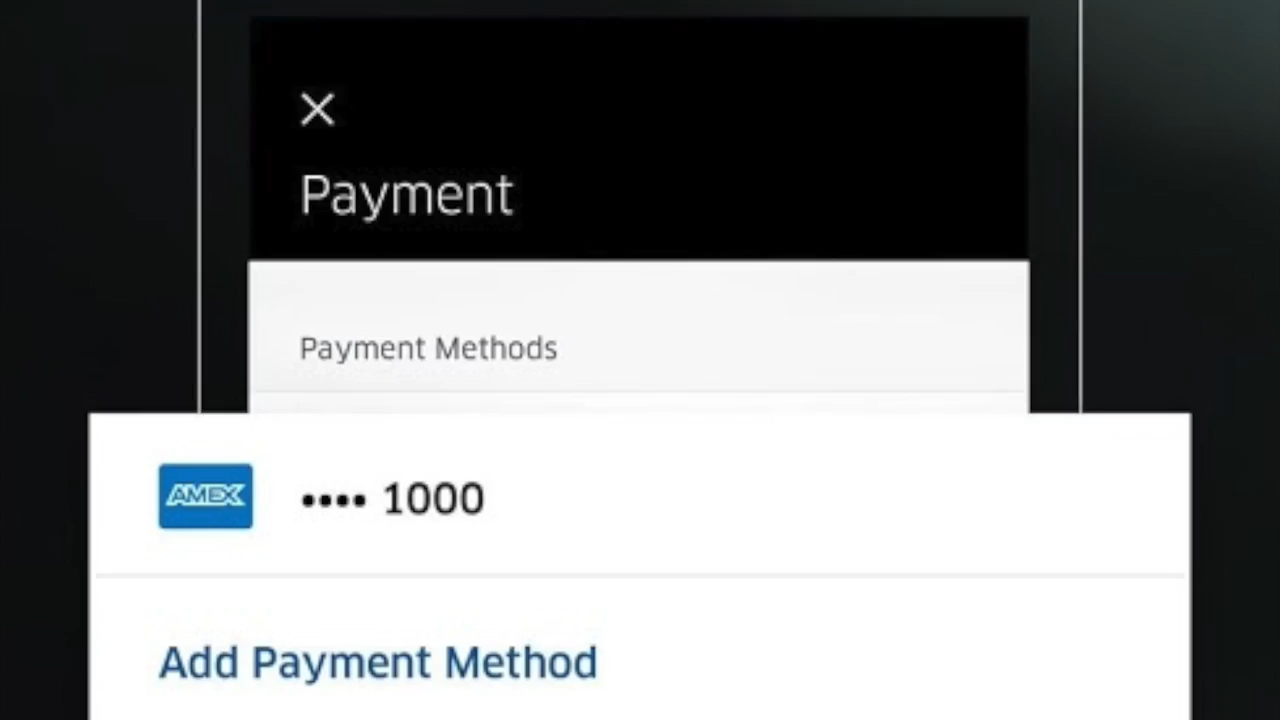 Payment
Payment Methods
AMEX •••• 1000
Add Payment Method